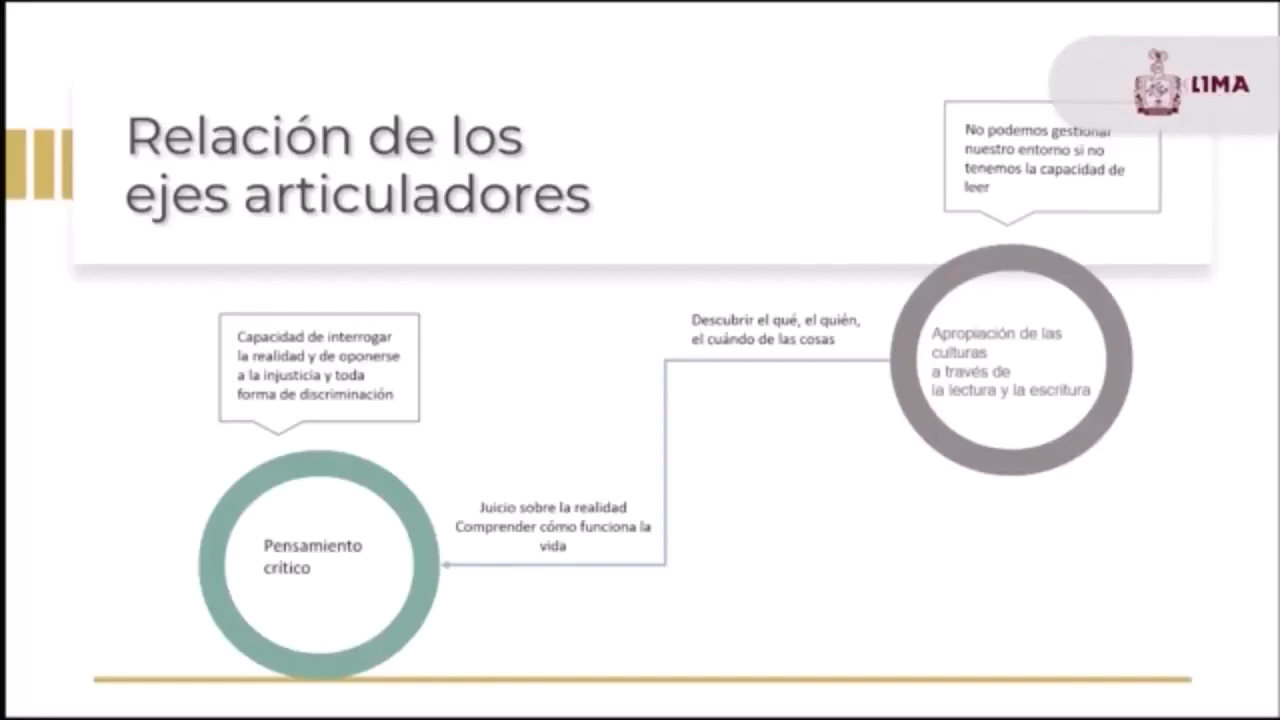 Relación de los
ejes articuladores
L1MA
No podemos gestionar
nuestro entorno si no
tenemos la capacidad de
leer
Descubrir el qué, el quién,
el cuándo de las cosas
Apropiación de las
culturas
a través de
la lectura y la escritura
Capacidad de interrogar
la realidad y de oponerse
a la injusticia y toda
forma de discriminación
Juicio sobre la realidad
Comprender cómo funciona la
vida
Pensamiento
crítico